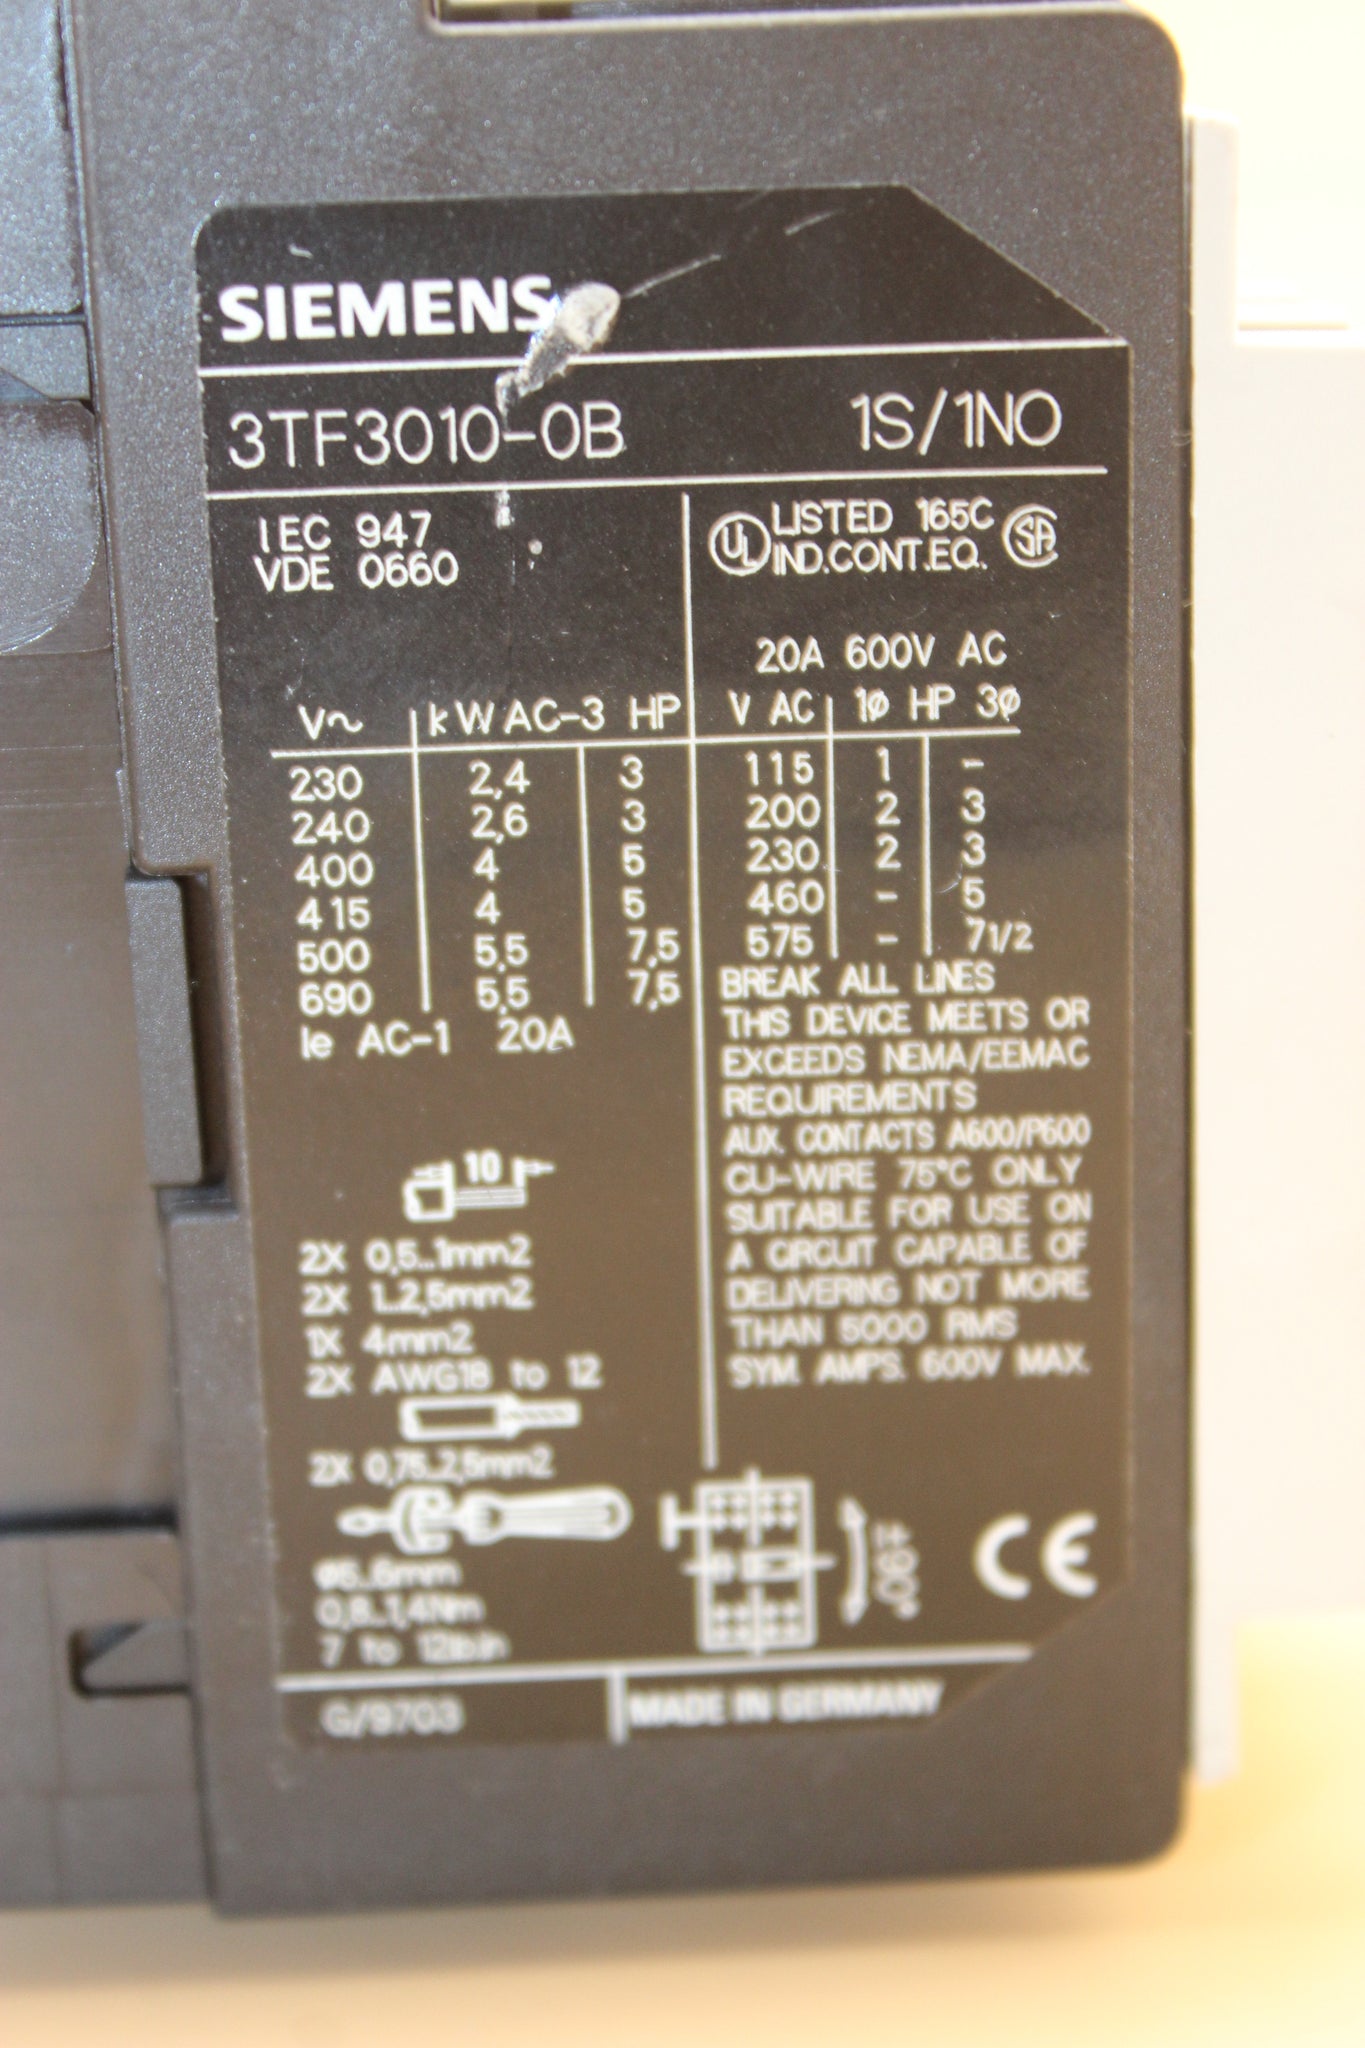 SIEMENS
3TF3010-0B 1S/1NO
IEC 947
VDE 0660
V~ kW AC-3 HP
230 2,4 3
240 2,6 3
400 4 5
415 4 5
500 5,5 7,5
690 5,5 7,5
Ie AC-1 20A
10
2X 0,5...1mm2
2X 1...2,5mm2
1X 4mm2
2X AWG18 to 12
2X 0,75...2,5mm2
ø5...6mm
0,8...1,4Nm
7 to 12lb.in
UL LISTED 165C SA
IND.CONT.EQ.
20A 600V AC
V AC 1ø HP 3ø
115 1 -
200 2 3
230 2 3
460 - 5
575 - 7 1/2
BREAK ALL LINES
THIS DEVICE MEETS OR
EXCEEDS NEMA/EEMAC
REQUIREMENTS
AUX. CONTACTS A600/P600
CU-WIRE 75°C ONLY
SUITABLE FOR USE ON
A CIRCUIT CAPABLE OF
DELIVERING NOT MORE
THAN 5000 RMS
SYM. AMPS. 600V MAX.
±90°
CE
G/9703 MADE IN GERMANY